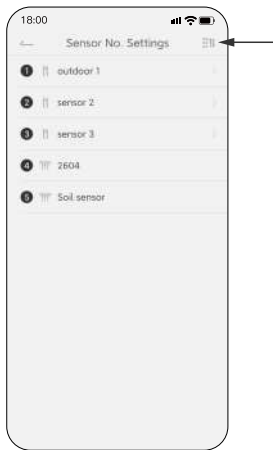 18:00
Sensor No. Settings
1 outdoor 1
2 sensor 2
3 sensor 3
4 2604
5 Soil sensor